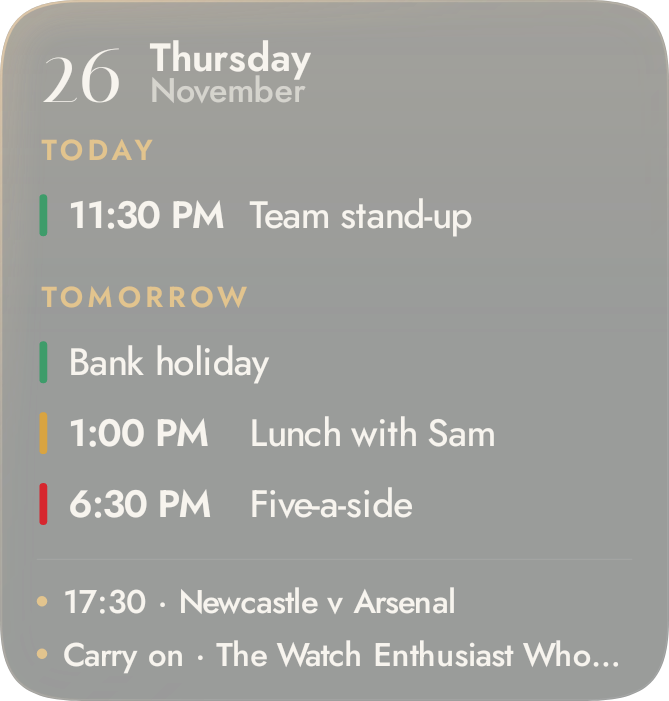 26 Thursday
November
TODAY
11:30 PM Team stand-up
TOMORROW
Bank holiday
1:00 PM Lunch with Sam
6:30 PM Five-a-side
17:30 · Newcastle v Arsenal
Carry on · The Watch Enthusiast Who...